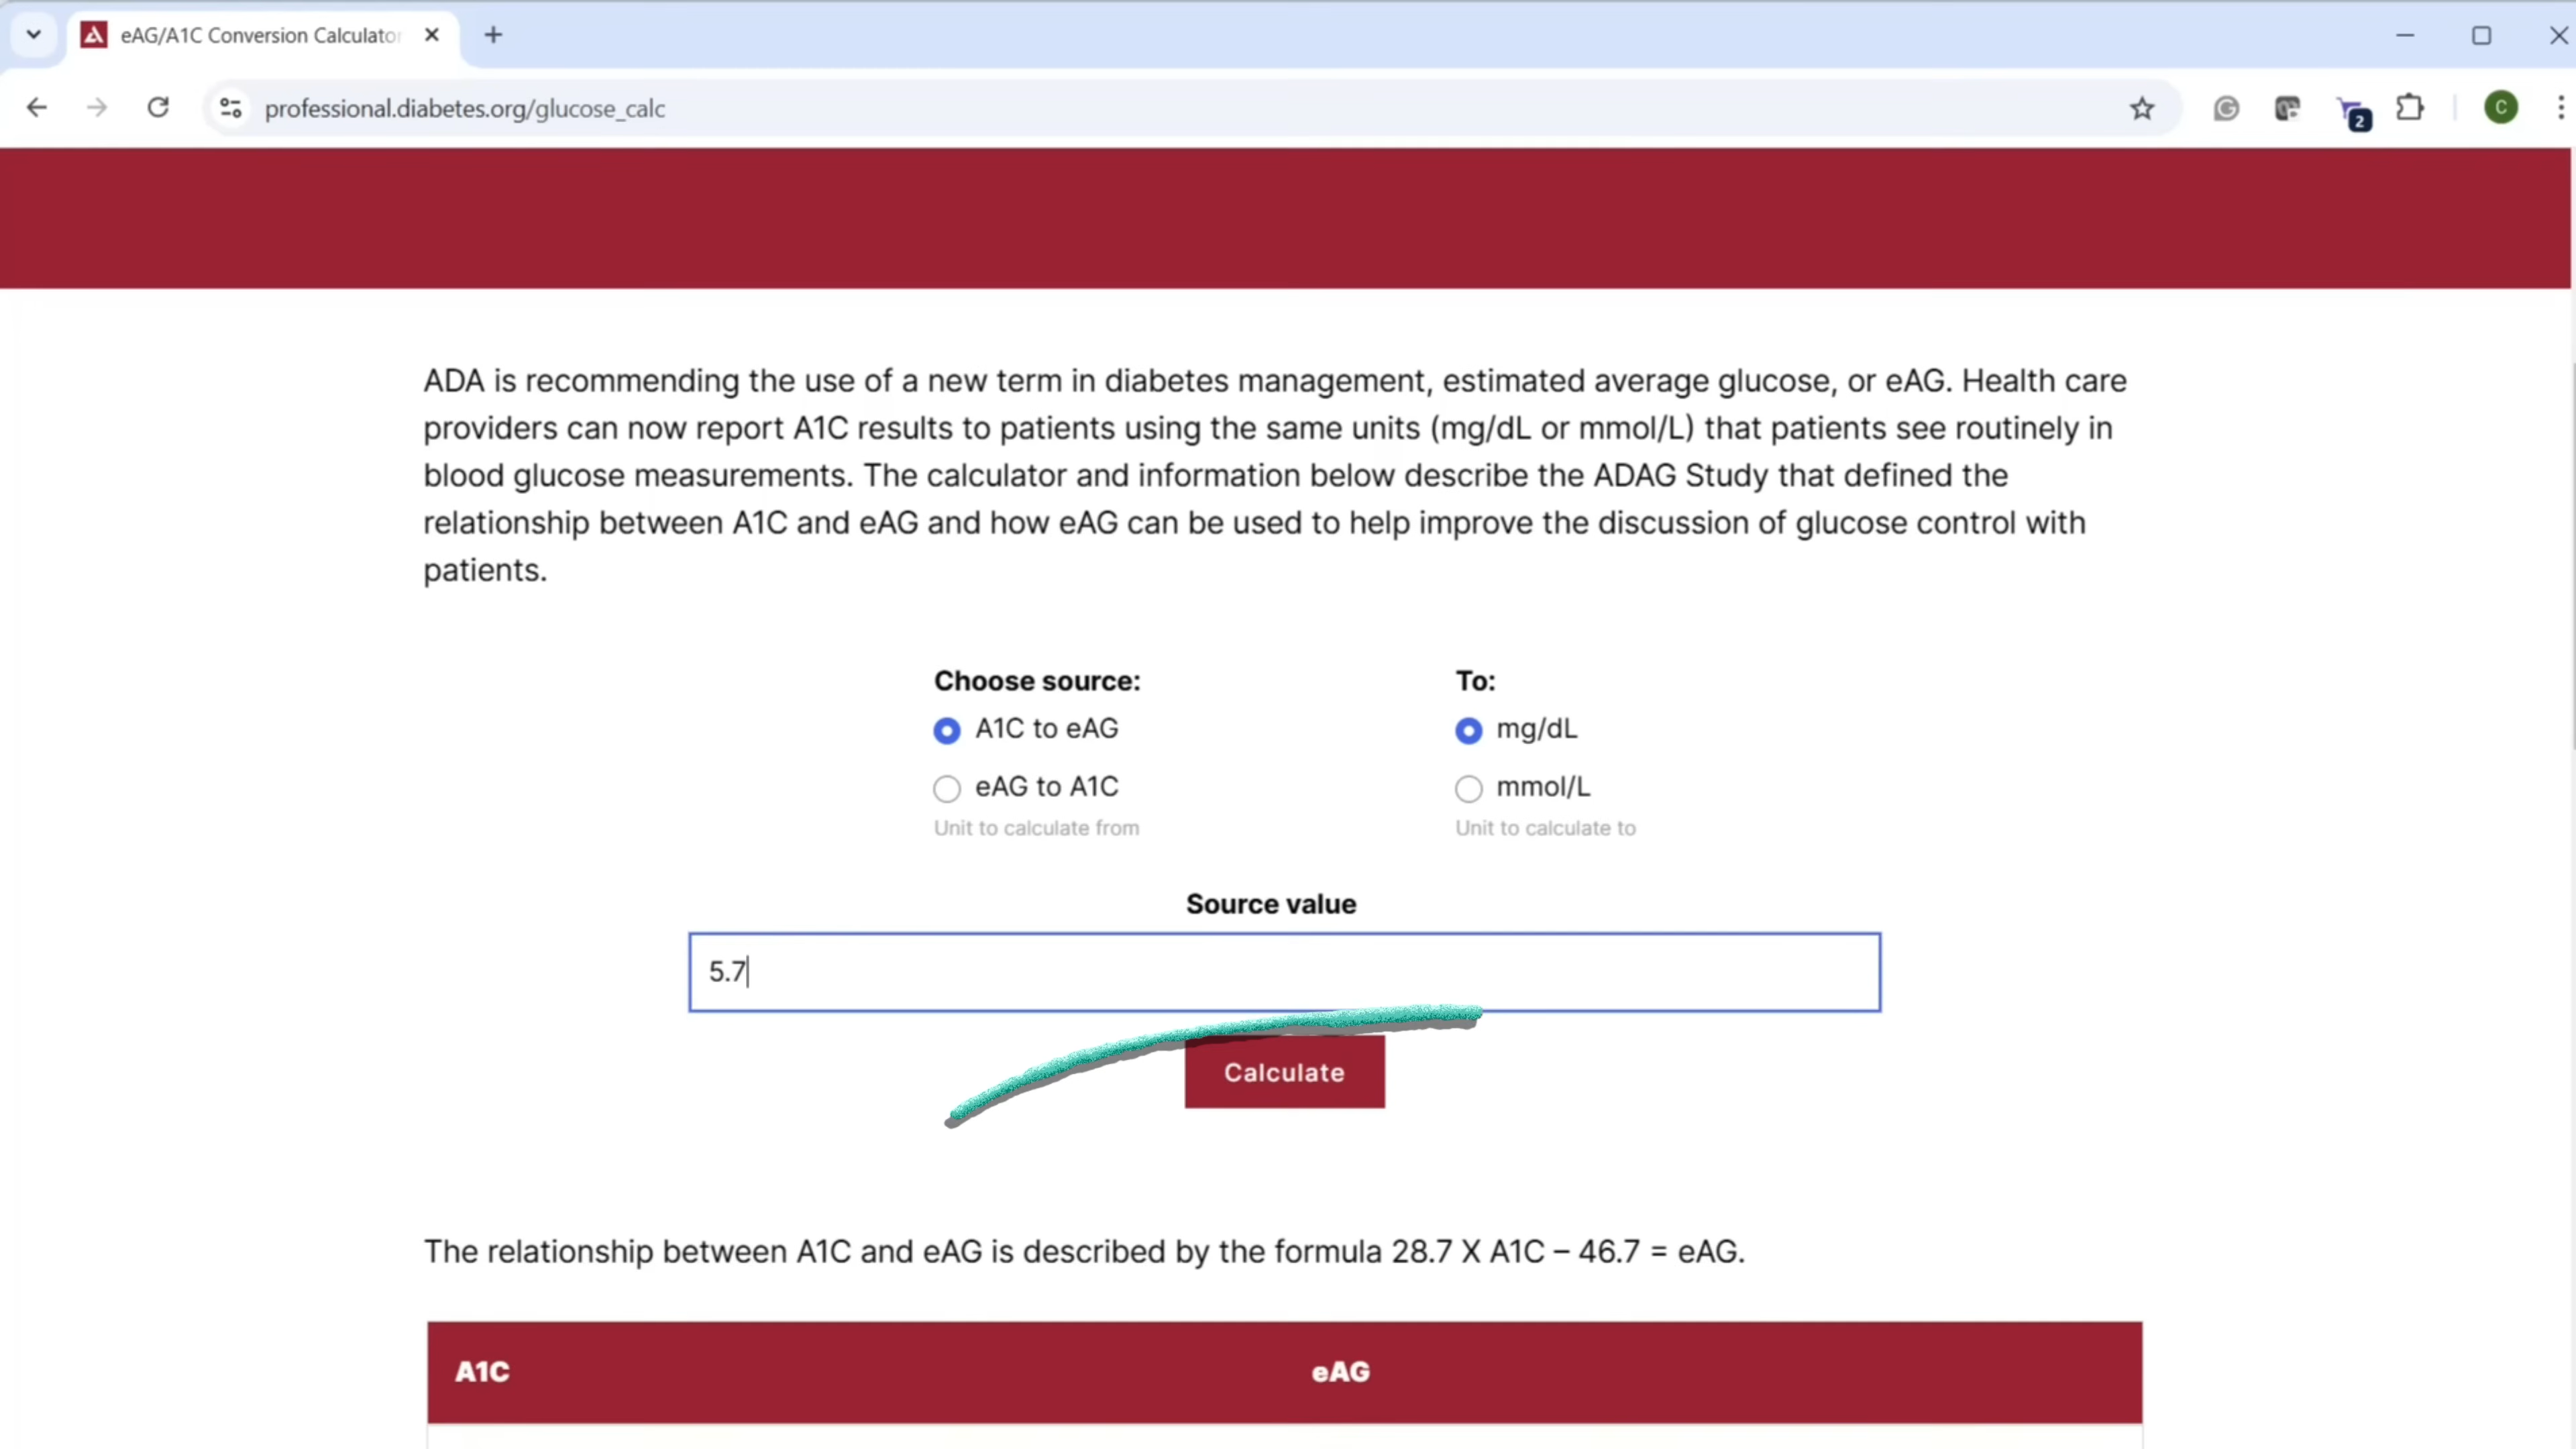 eAG/A1C Conversion Calculator
professional.diabetes.org/glucose_calc
2
C
ADA is recommending the use of a new term in diabetes management, estimated average glucose, or eAG. Health care
providers can now report A1C results to patients using the same units (mg/dL or mmol/L) that patients see routinely in
blood glucose measurements. The calculator and information below describe the ADAG Study that defined the
relationship between A1C and eAG and how eAG can be used to help improve the discussion of glucose control with
patients.
Choose source:
A1C to eAG
eAG to A1C
Unit to calculate from
To:
mg/dL
mmol/L
Unit to calculate to
Source value
5.7
Calculate
The relationship between A1C and eAG is described by the formula 28.7 X A1C – 46.7 = eAG.
A1C eAG